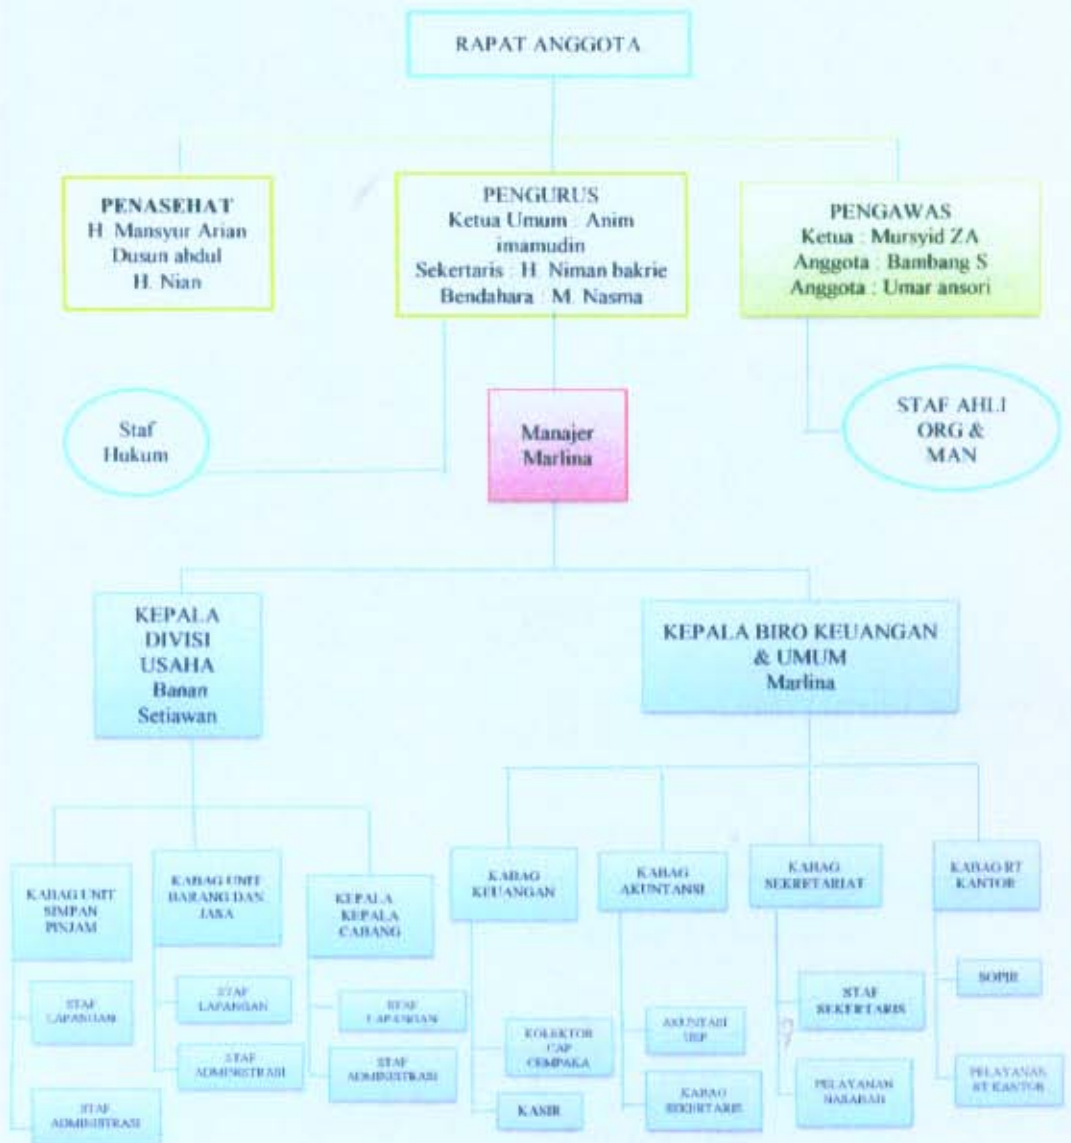 RAPAT ANGGOTA
PENASEHAT
H. Mansyur Arian
Dusun abdul
H. Nian
PENGURUS
Ketua Umum : Anim
imamudin
Sekertaris : H. Niman bakrie
Bendahara : M. Nasma
PENGAWAS
Ketua : Mursyid ZA
Anggota : Bambang S
Anggota : Umar ansori
Staf
Hukum
Manajer
Marlina
STAF AHLI
ORG &
MAN
KEPALA
DIVISI
USAHA
Banan
Setiawan
KEPALA BIRO KEUANGAN
& UMUM
Marlina
KABAG UNIT
SIMPAN
PINJAM
KABAG UNIT
BARANG DAN
JASA
KEPALA
KEPALA
CABANG
KABAG
KEUANGAN
KABAG
AKUNTANSI
KABAG
SEKRETARIAT
KABAG RT
KANTOR
STAF
LAPANGAN
STAF
ADMINISTRASI
STAF
LAPANGAN
STAF
ADMINISTRASI
STAF
LAPANGAN
STAF
ADMINISTRASI
KOLEKTOR
CAP
CEMPAKA
KASIR
AKUNTASI
USP
KABAG
SEKERTARIS
STAF
SEKERTARIS
PELAYANAN
NASABAH
SOPIR
PELAYANAN
RT KANTOR